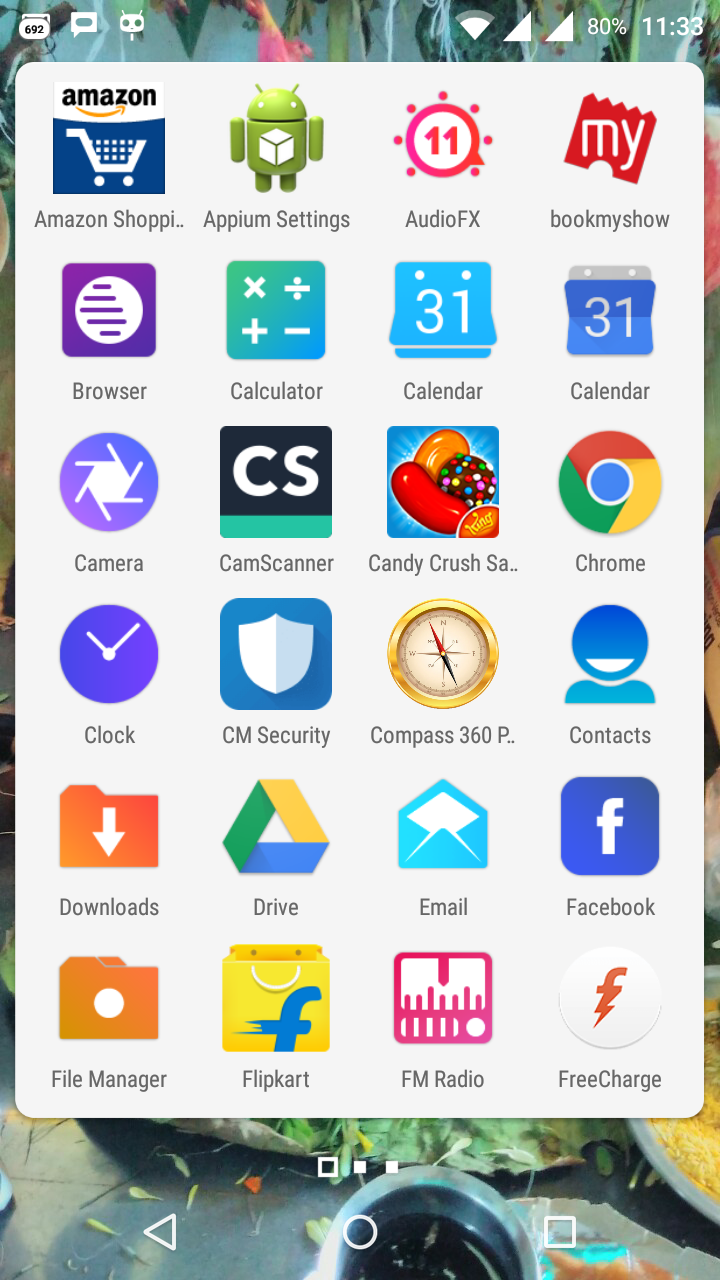 692
80% 11:33
amazon
11
my
Amazon Shoppi..
Appium Settings
AudioFX
bookmyshow
31
31
Browser
Calculator
Calendar
Calendar
CS
King
Camera
CamScanner
Candy Crush Sa..
Chrome
N
W
E
S
Clock
CM Security
Compass 360 P..
Contacts
f
Downloads
Drive
Email
Facebook
f
f
File Manager
Flipkart
FM Radio
FreeCharge